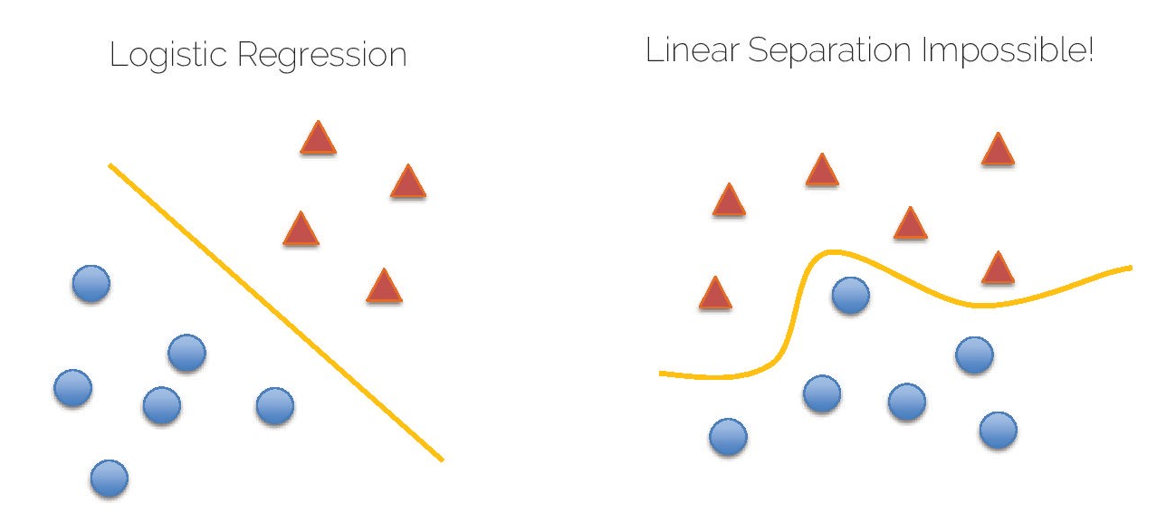 Logistic Regression
Linear Separation Impossible!